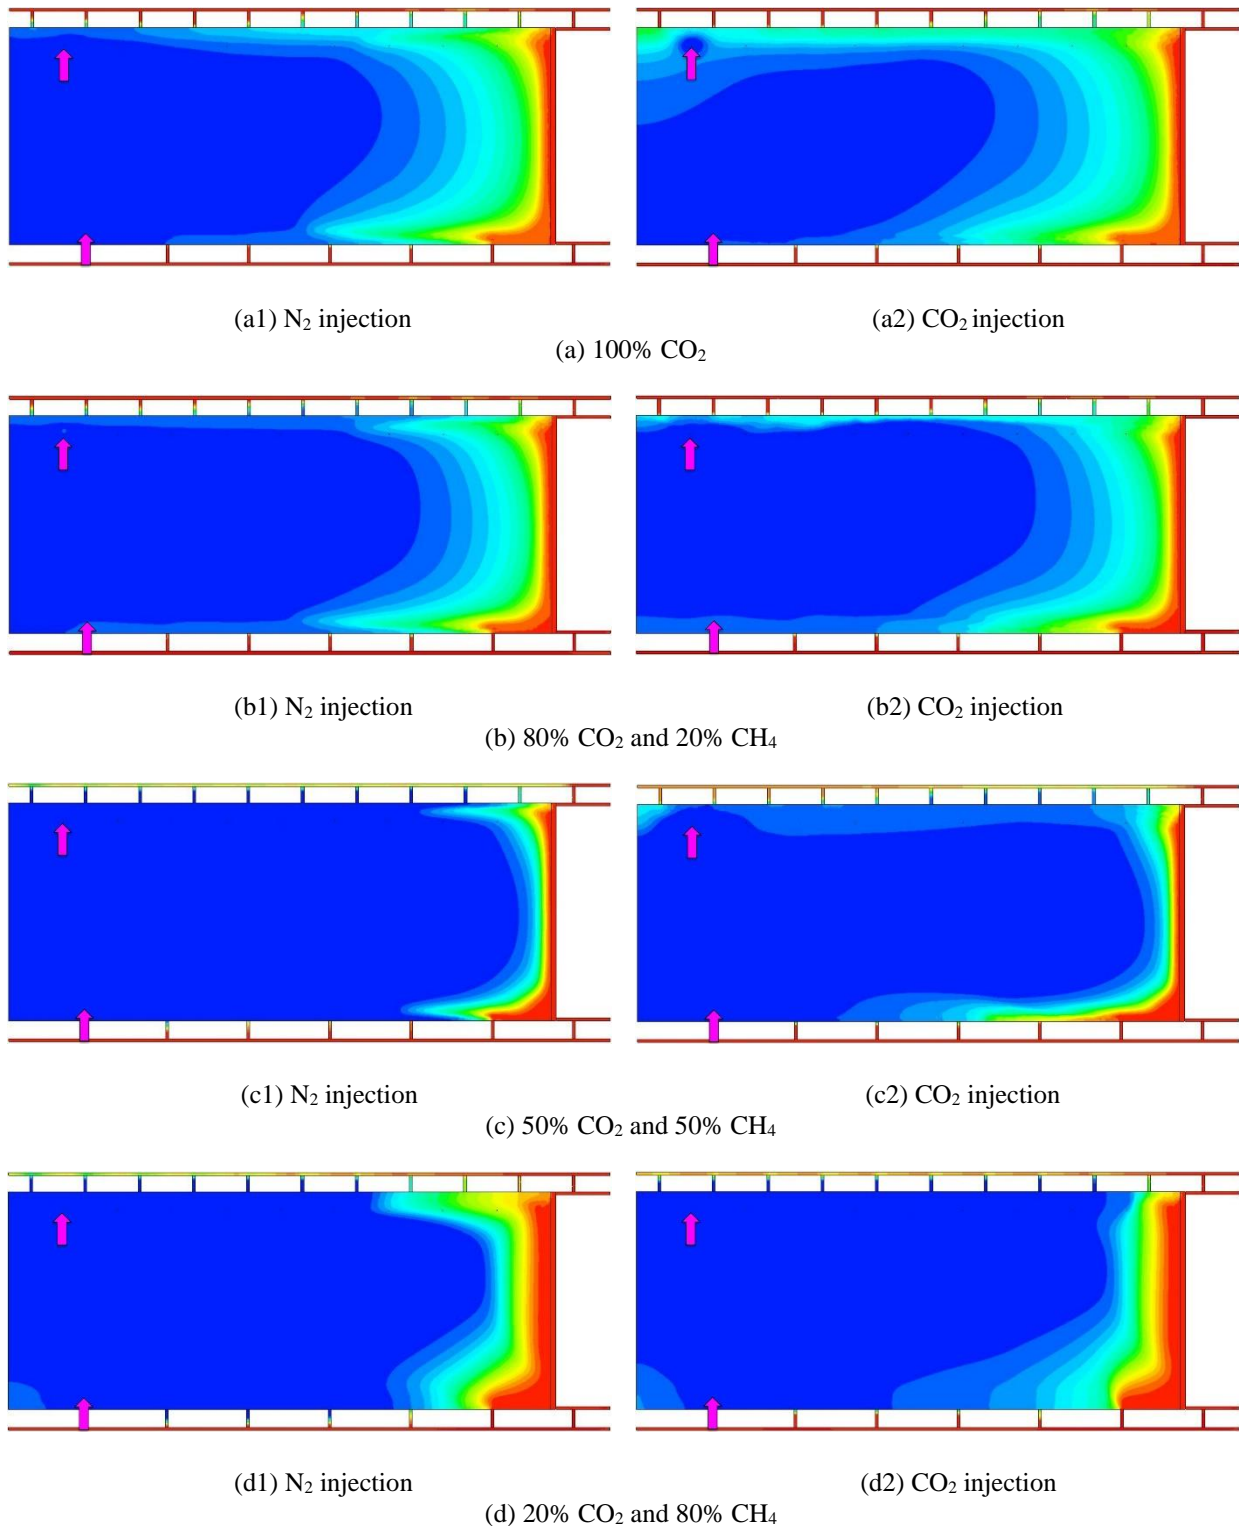 (a1) N₂ injection (a2) CO₂ injection
(a) 100% CO₂
(b1) N₂ injection (b2) CO₂ injection
(b) 80% CO₂ and 20% CH₄
(c1) N₂ injection (c2) CO₂ injection
(c) 50% CO₂ and 50% CH₄
(d1) N₂ injection (d2) CO₂ injection
(d) 20% CO₂ and 80% CH₄